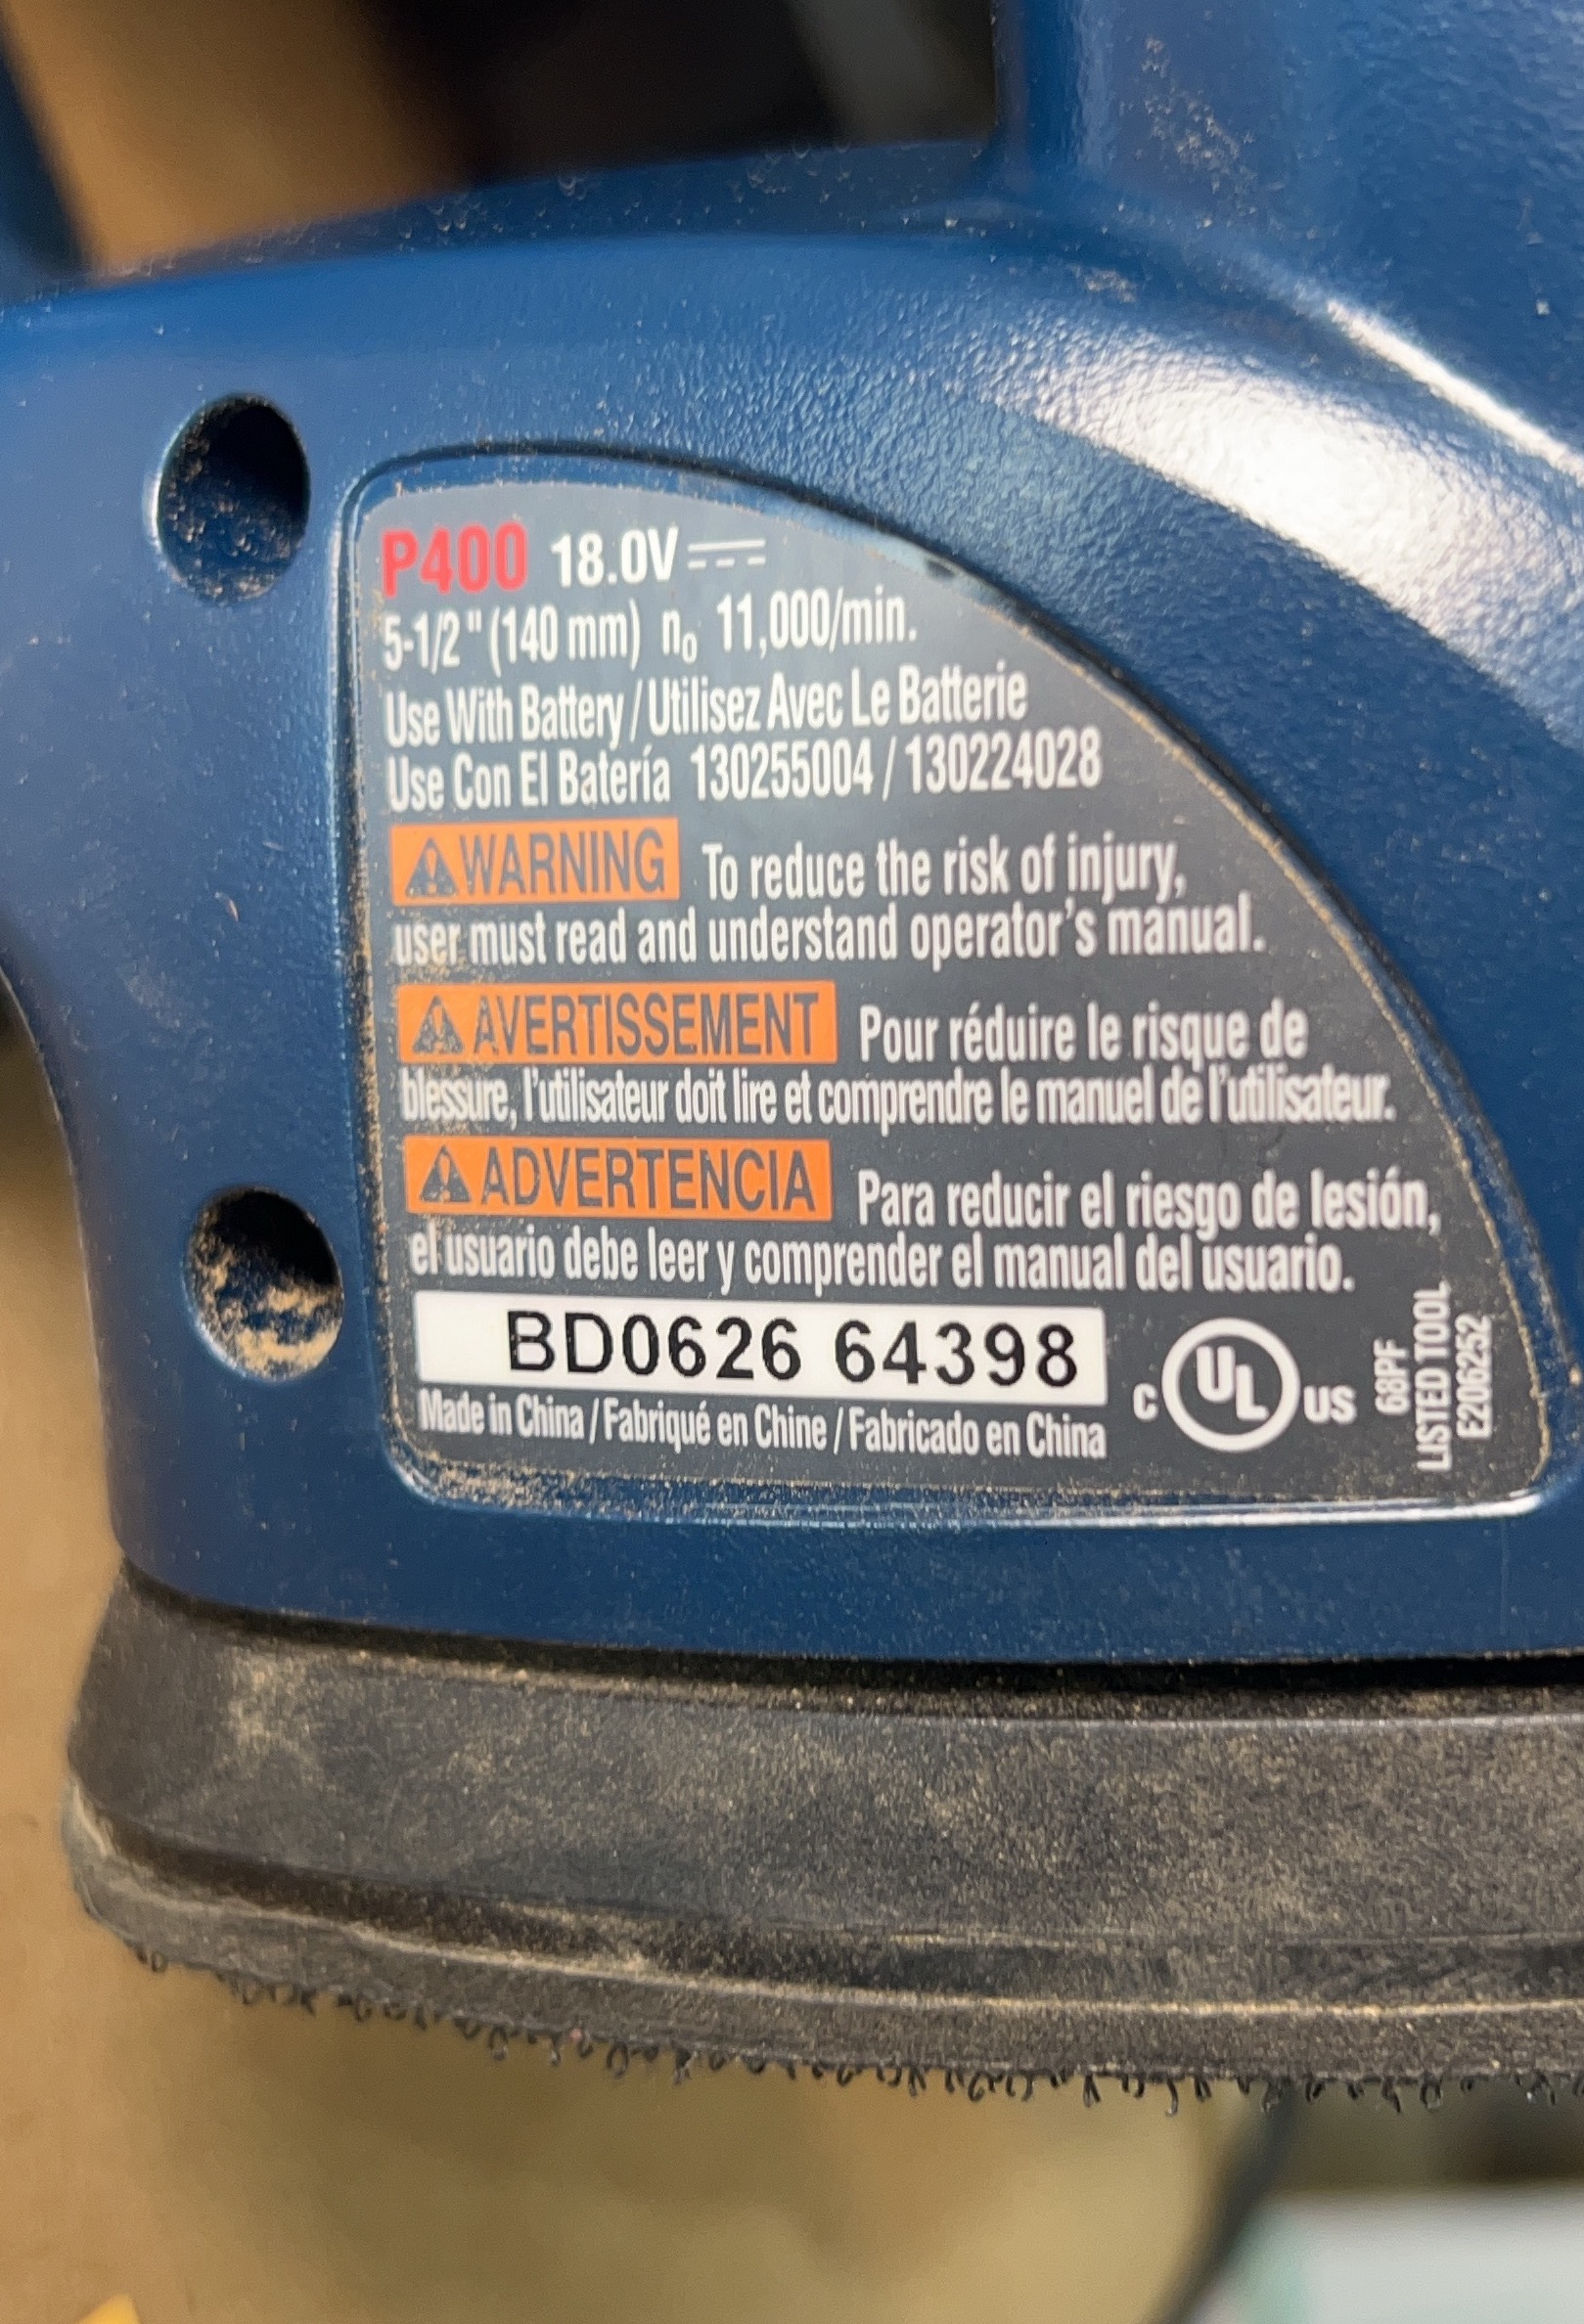 P400 18.0V
5-1/2" (140 mm) n₀ 11,000/min.
Use With Battery / Utilisez Avec Le Batterie
Use Con El Batería 130255004 / 130224028
WARNING To reduce the risk of injury,
user must read and understand operator's manual.
AVERTISSEMENT Pour réduire le risque de
blessure, l'utilisateur doit lire et comprendre le manuel de l'utilisateur.
ADVERTENCIA Para reducir el riesgo de lesión,
el usuario debe leer y comprender el manual del usuario.
BD0626 64398
Made in China / Fabriqué en Chine / Fabricado en China
C UL US
68PF
LISTED TOOL
E206252